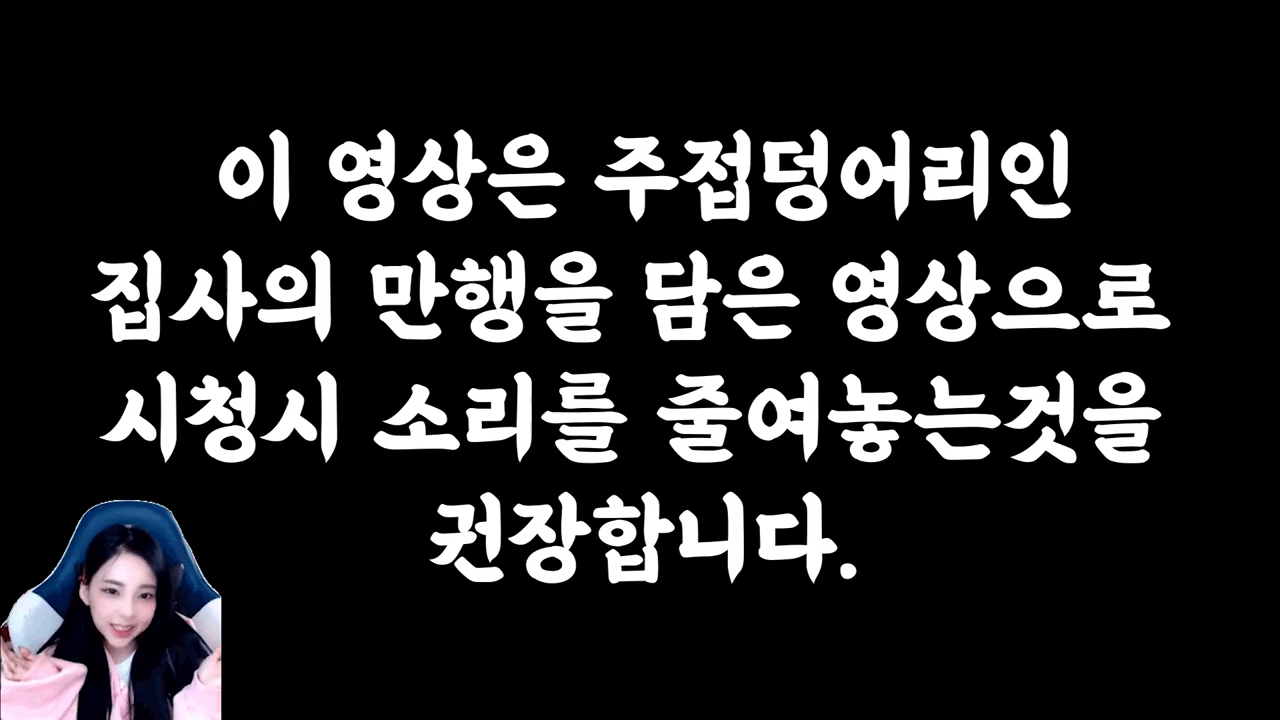 이 영상은 주접덩어리인
집사의 만행을 담은 영상으로
시청시 소리를 줄여놓는것을
권장합니다.